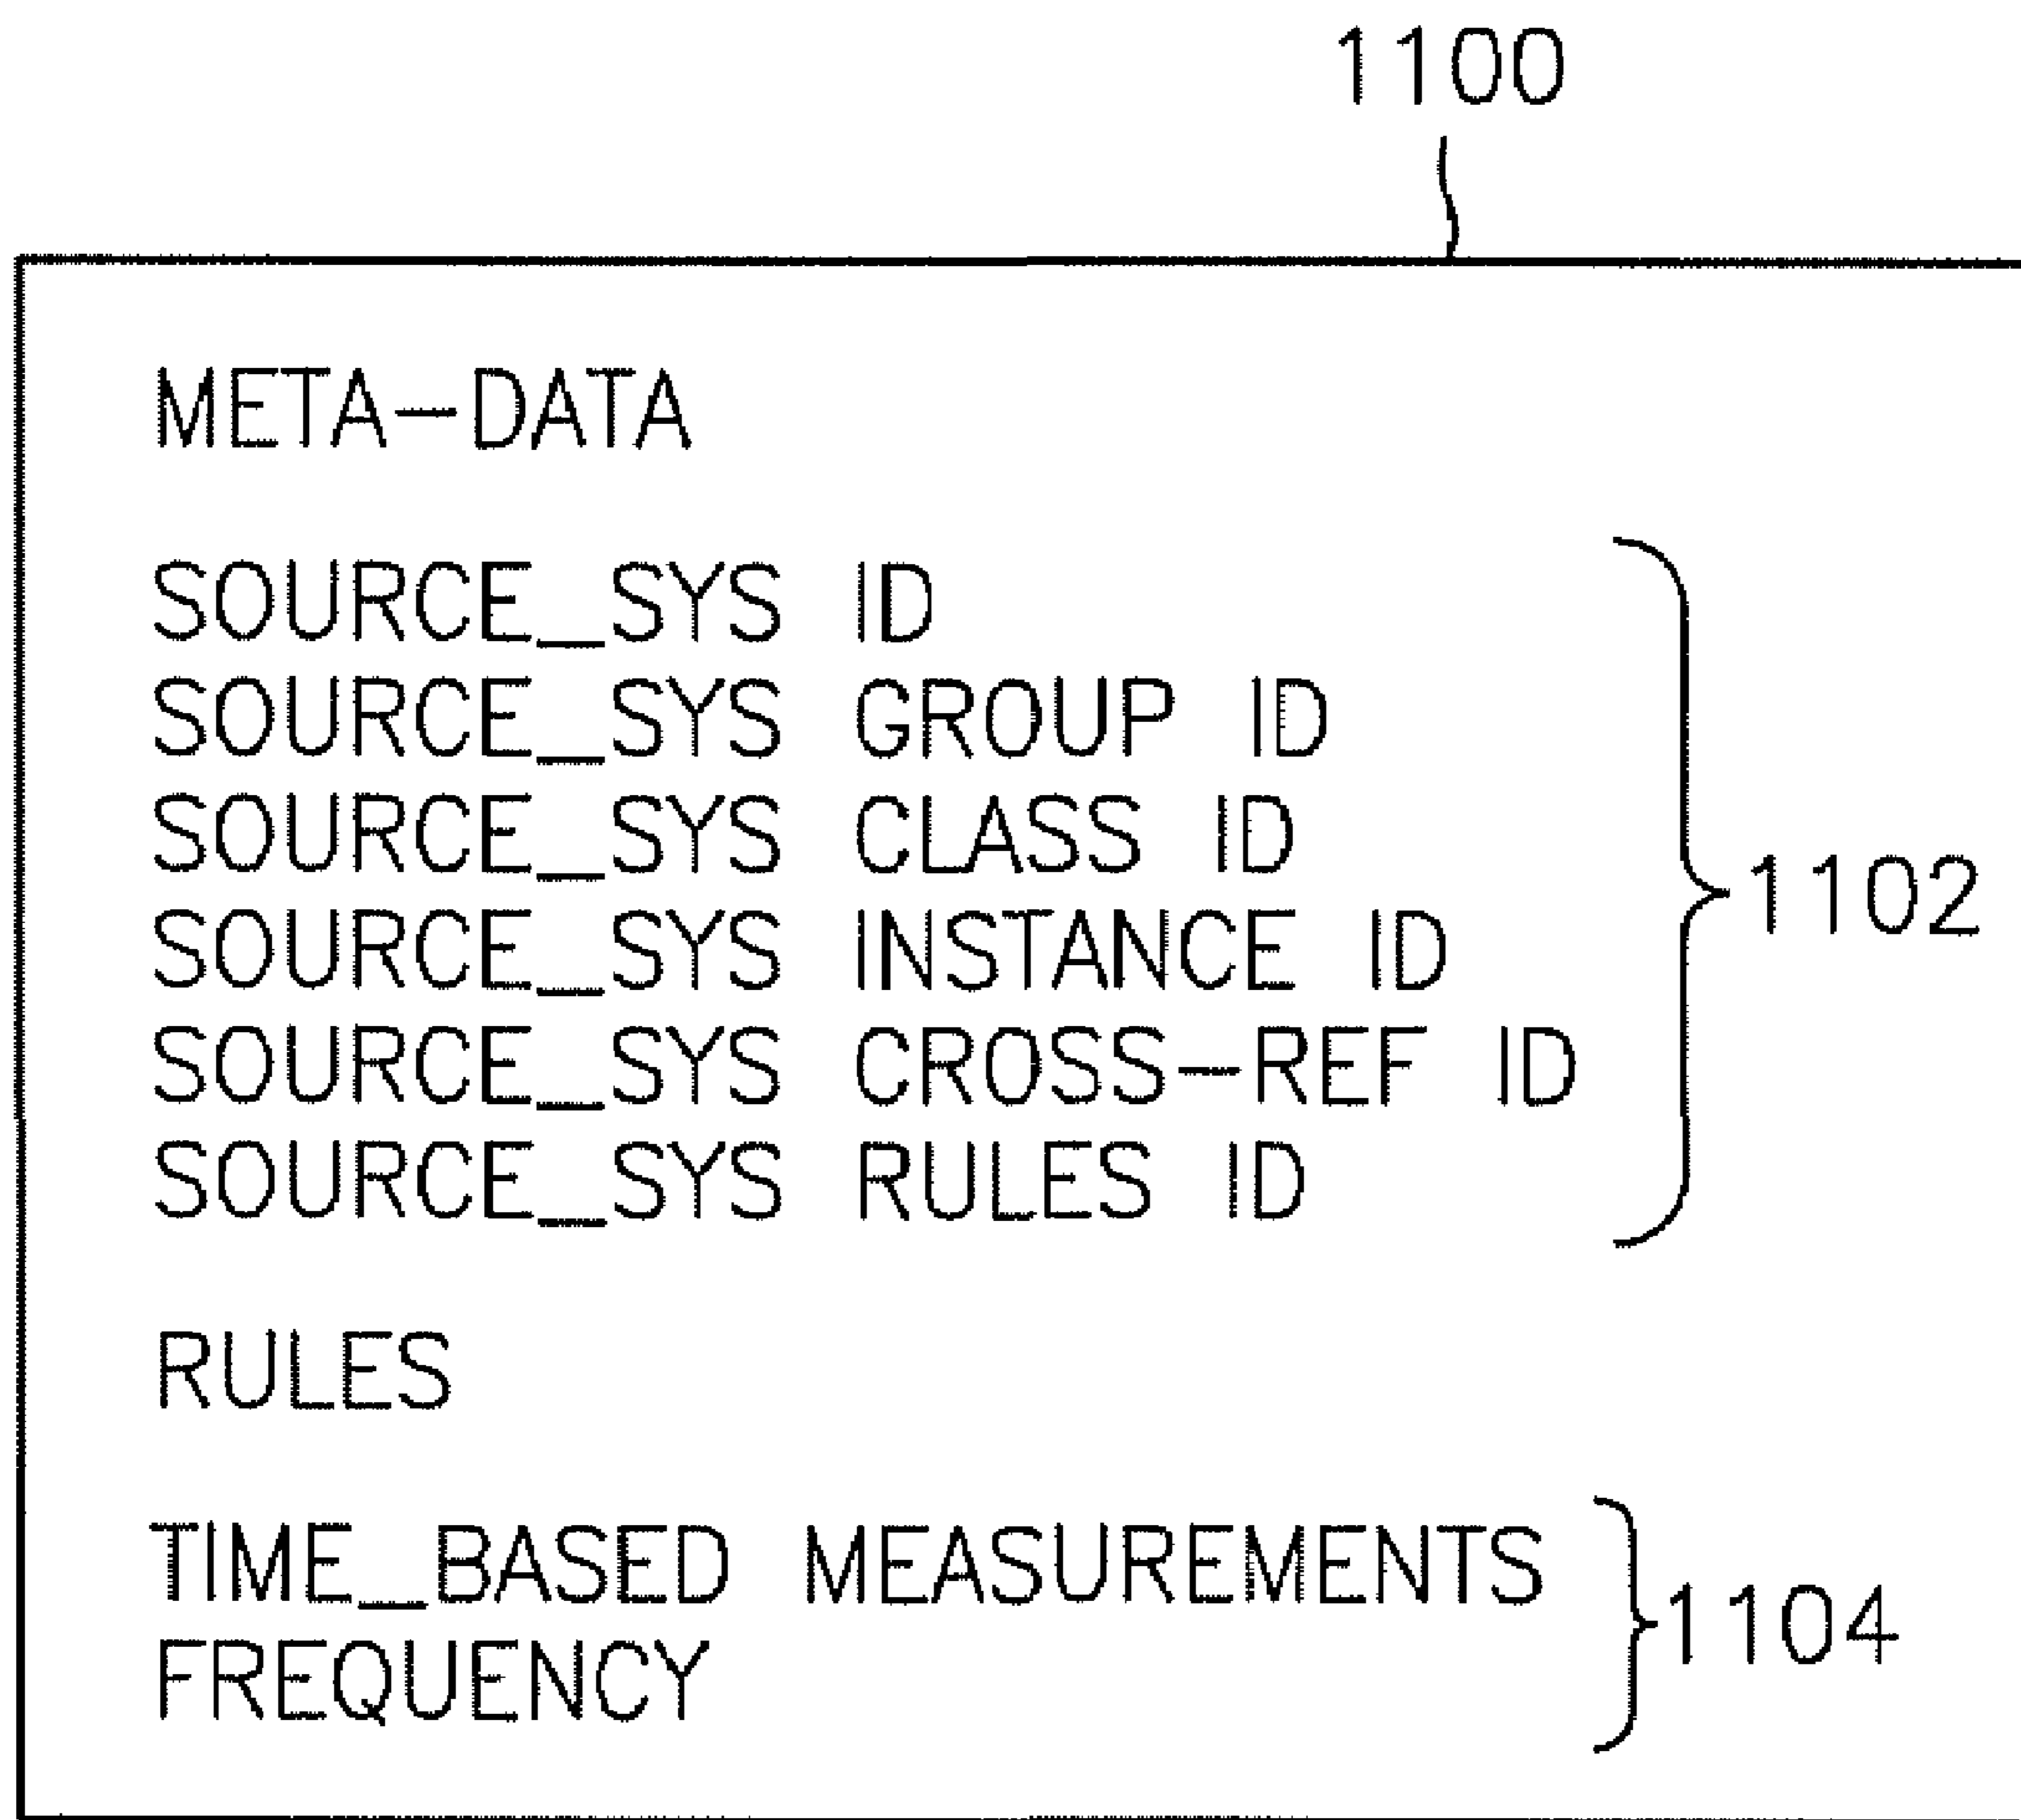 1100
META-DATA
SOURCE_SYS ID
SOURCE_SYS GROUP ID
SOURCE_SYS CLASS ID
SOURCE_SYS INSTANCE ID
SOURCE_SYS CROSS-REF ID
SOURCE_SYS RULES ID
1102
RULES
TIME_BASED MEASUREMENTS
FREQUENCY
1104